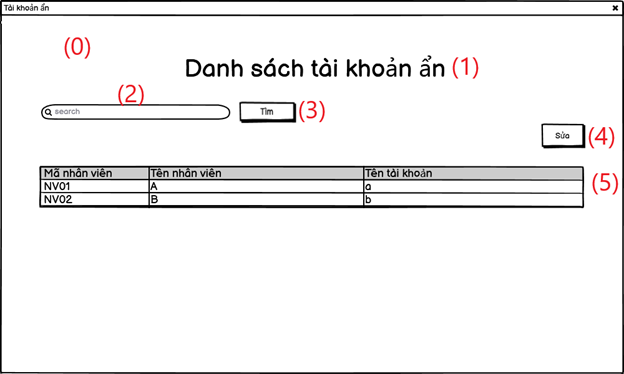 Tài khoản ẩn
(0)
Danh sách tài khoản ẩn (1)
(2)
search Tìm (3)
Sửa (4)
Mã nhân viên Tên nhân viên Tên tài khoản (5)
NV01 A a
NV02 B b